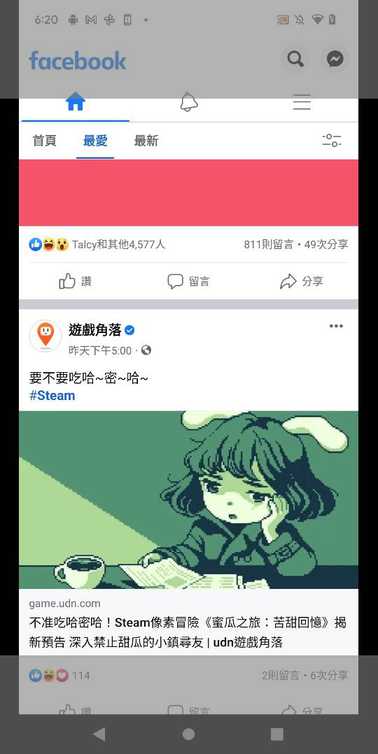 6:20
facebook
首頁 最愛 最新
Talcy和其他4,577人 811則留言・49次分享
讚 留言 分享
遊戲角落
昨天下午5:00
要不要吃哈~密~哈~
#Steam
game.udn.com
不准吃哈密哈！Steam像素冒險《蜜瓜之旅：苦甜回憶》揭
新預告 深入禁止甜瓜的小鎮尋友 | udn遊戲角落
114 2則留言・6次分享
讚 留言 分享